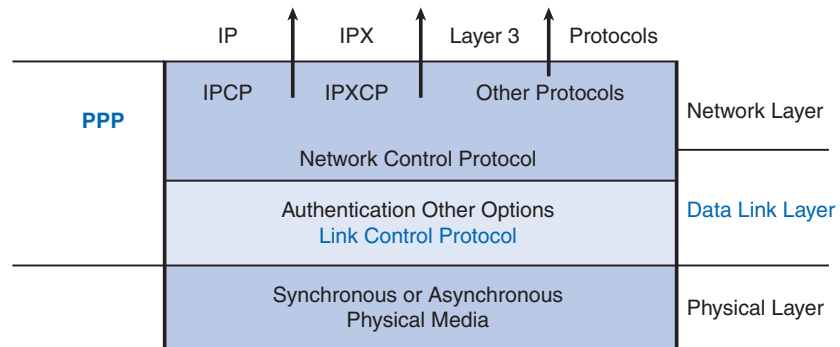 IP IPX Layer 3 Protocols
PPP
IPCP IPXCP Other Protocols
Network Layer
Network Control Protocol
Authentication Other Options
Link Control Protocol
Data Link Layer
Synchronous or Asynchronous
Physical Media
Physical Layer